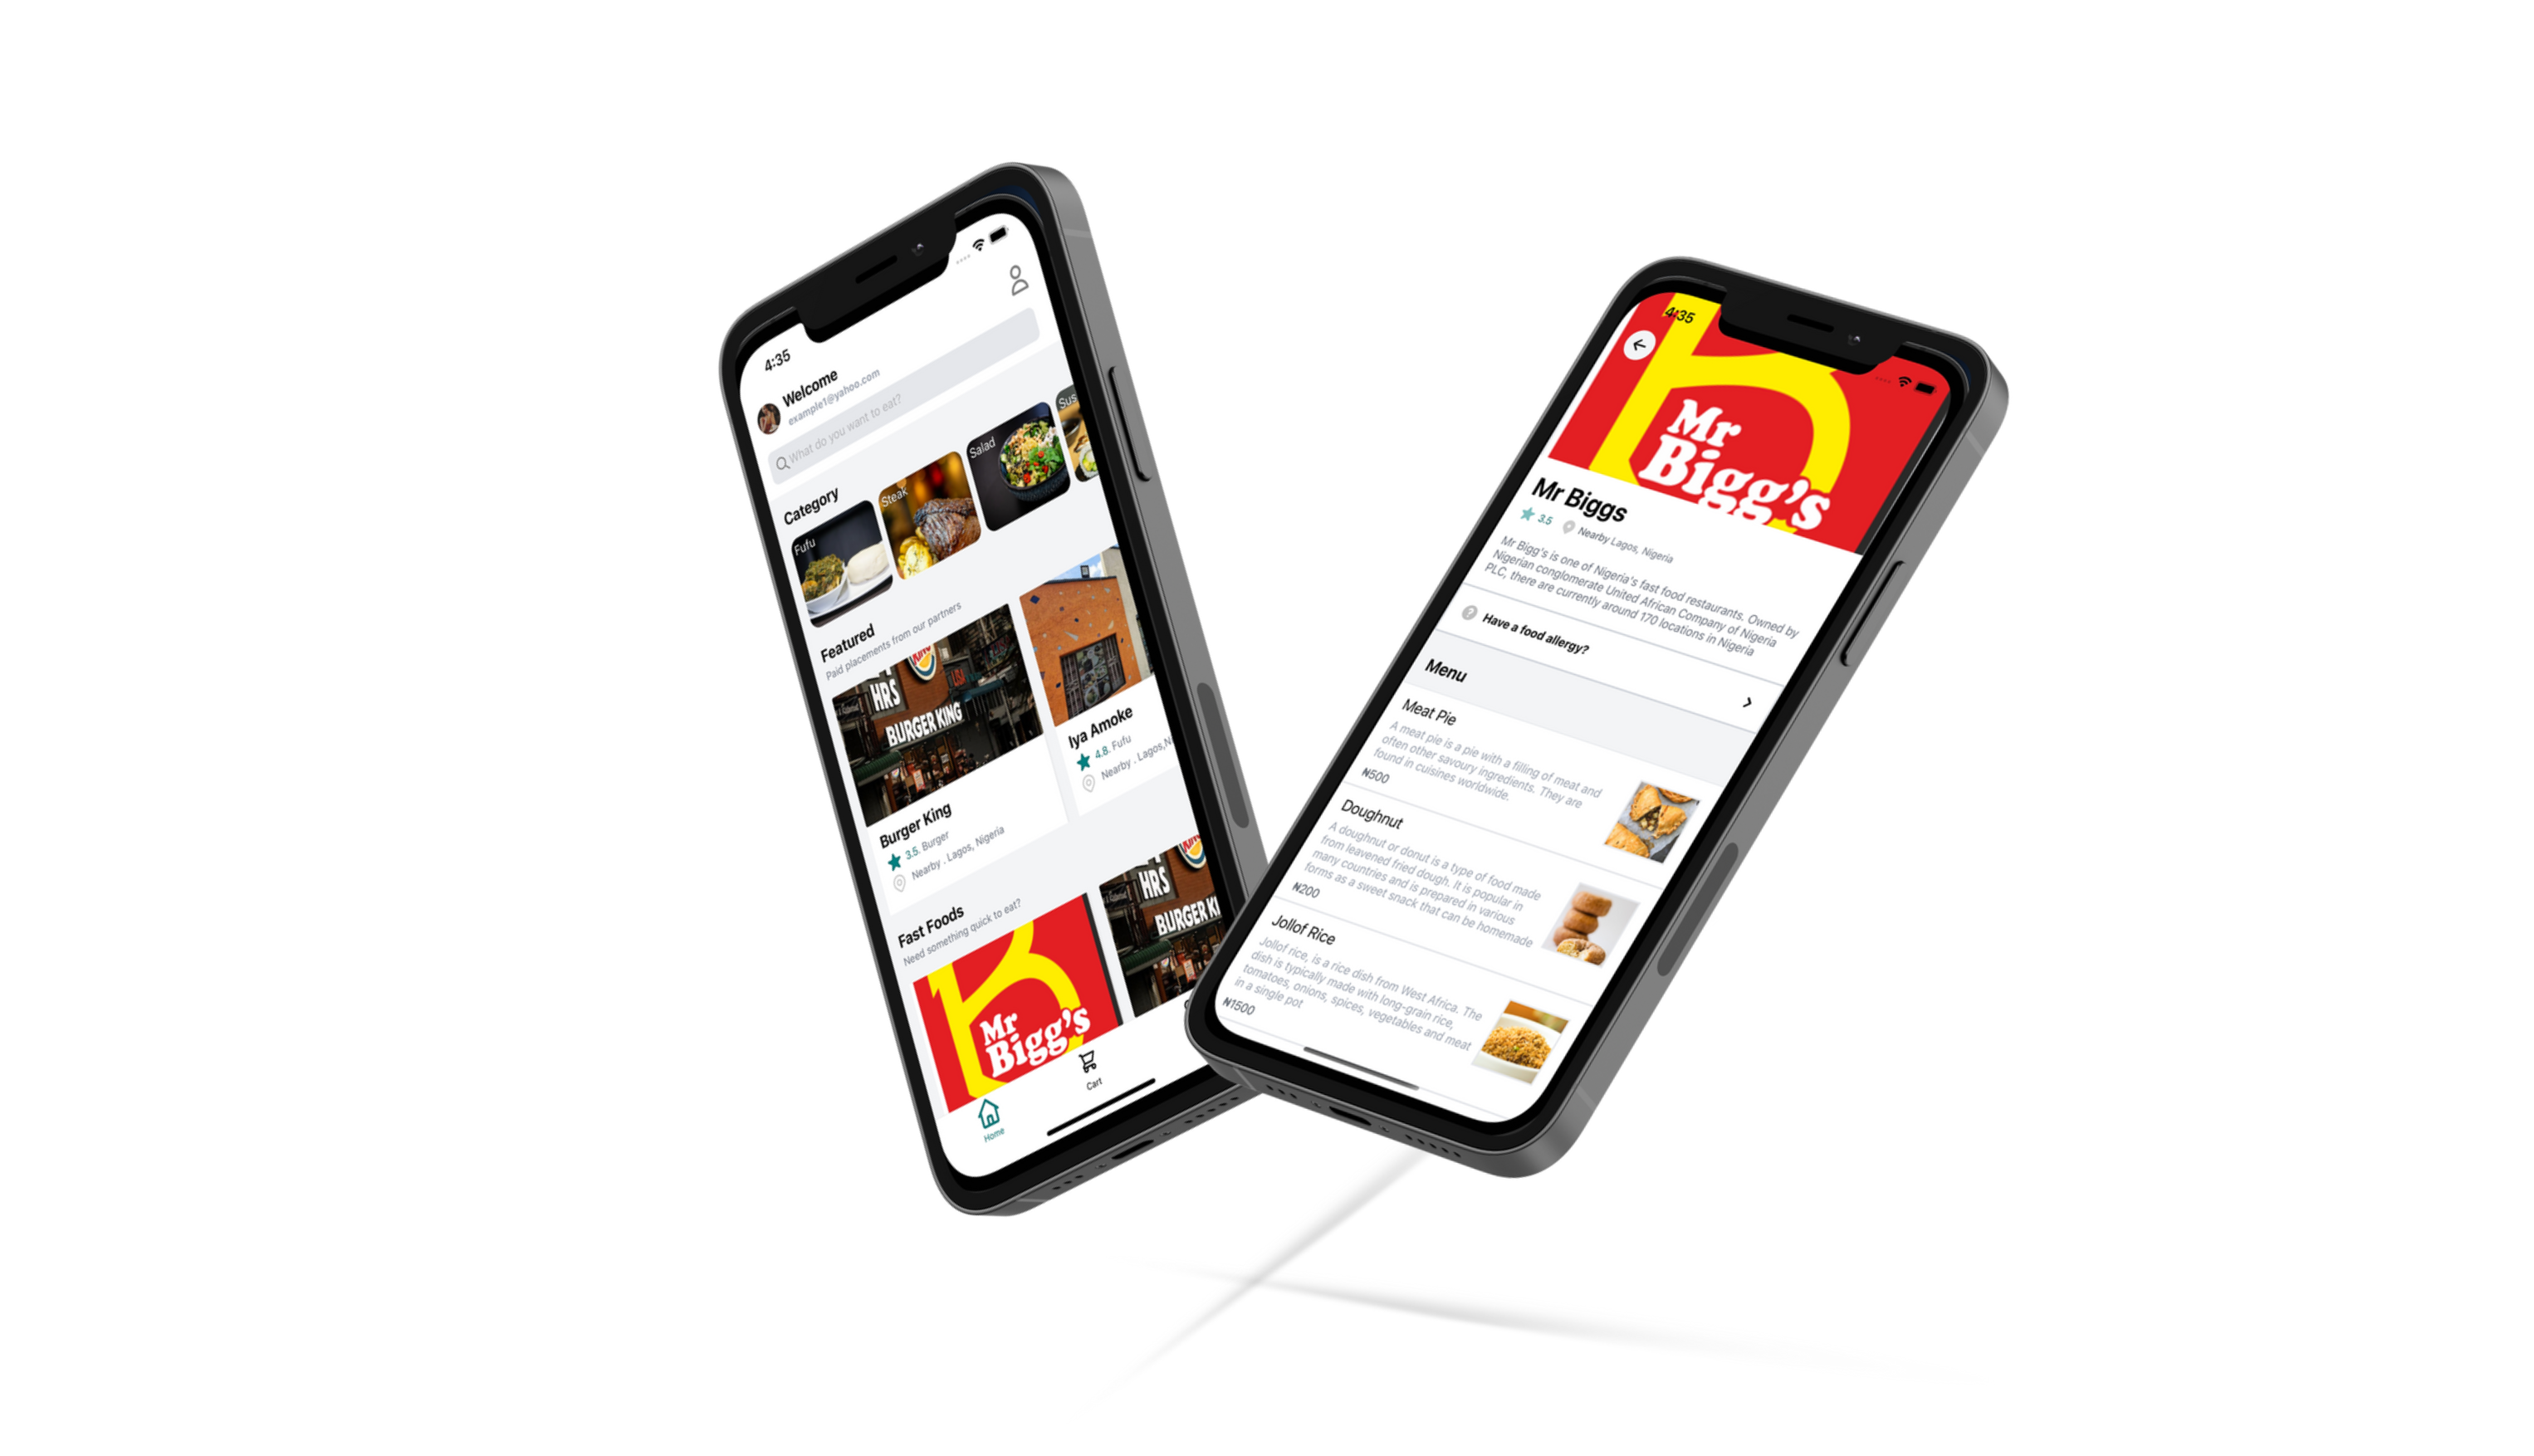 4:35
Welcome
example1@yahoo.com
What do you want to eat?
Category
Fufu
Steak
Salad
Sus
Featured
Paid placements from our partners
HRS
BURGER KING
Burger King
3.5. Burger
Nearby . Lagos, Nigeria
Iya Amoke
4.8. Fufu
Nearby . Lagos,N
Fast Foods
Need something quick to eat?
Mr
Bigg's
HRS
BURGER KI
Home
Cart
4:35
Mr
Bigg's
Mr Biggs
3.5 Nearby Lagos, Nigeria
Mr Bigg's is one of Nigeria's fast food restaurants. Owned by
Nigerian conglomerate United African Company of Nigeria
PLC, there are currently around 170 locations in Nigeria
Have a food allergy?
Menu
Meat Pie
A meat pie is a pie with a filling of meat and
often other savoury ingredients. They are
found in cuisines worldwide.
₦500
Doughnut
A doughnut or donut is a type of food made
from leavened fried dough. It is popular in
many countries and is prepared in various
forms as a sweet snack that can be homemade
₦200
Jollof Rice
Jollof rice, is a rice dish from West Africa. The
dish is typically made with long-grain rice,
tomatoes, onions, spices, vegetables and meat
in a single pot
₦1500